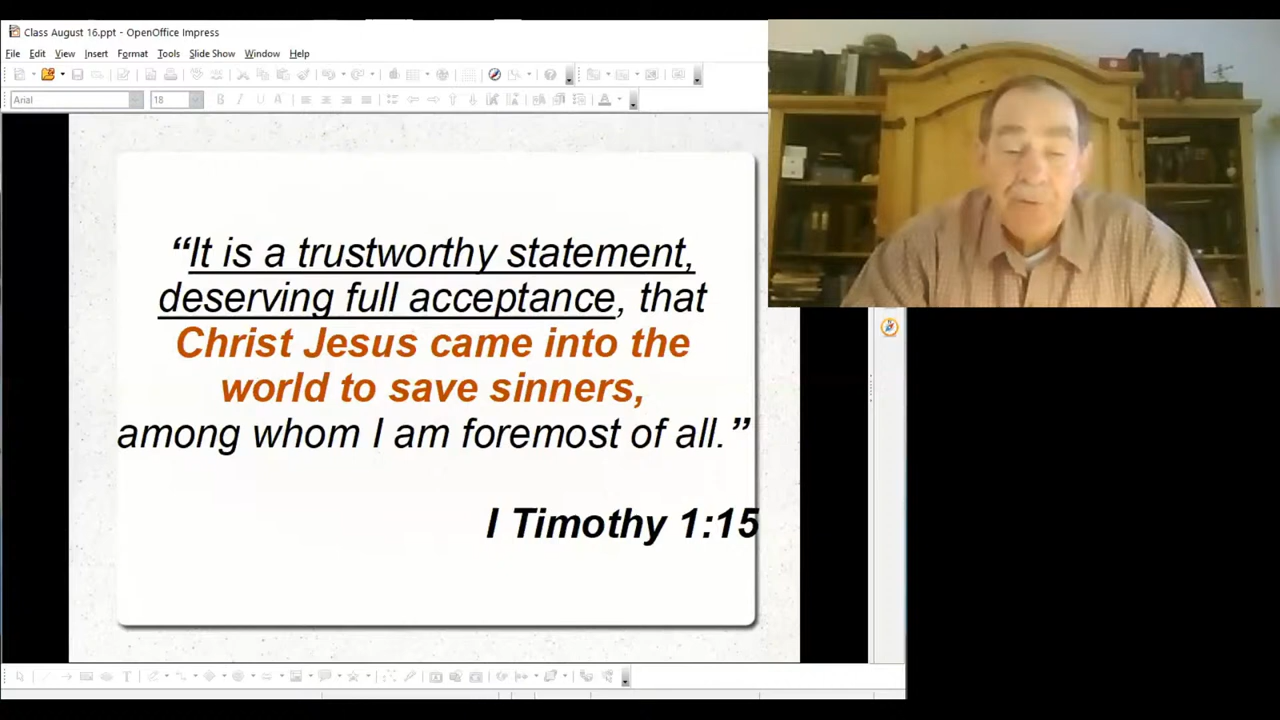 Class August 16.ppt - OpenOffice Impress
File Edit View Insert Format Tools Slide Show Window Help
Arial 18
“It is a trustworthy statement,
deserving full acceptance, that
Christ Jesus came into the
world to save sinners,
among whom I am foremost of all.”
I Timothy 1:15